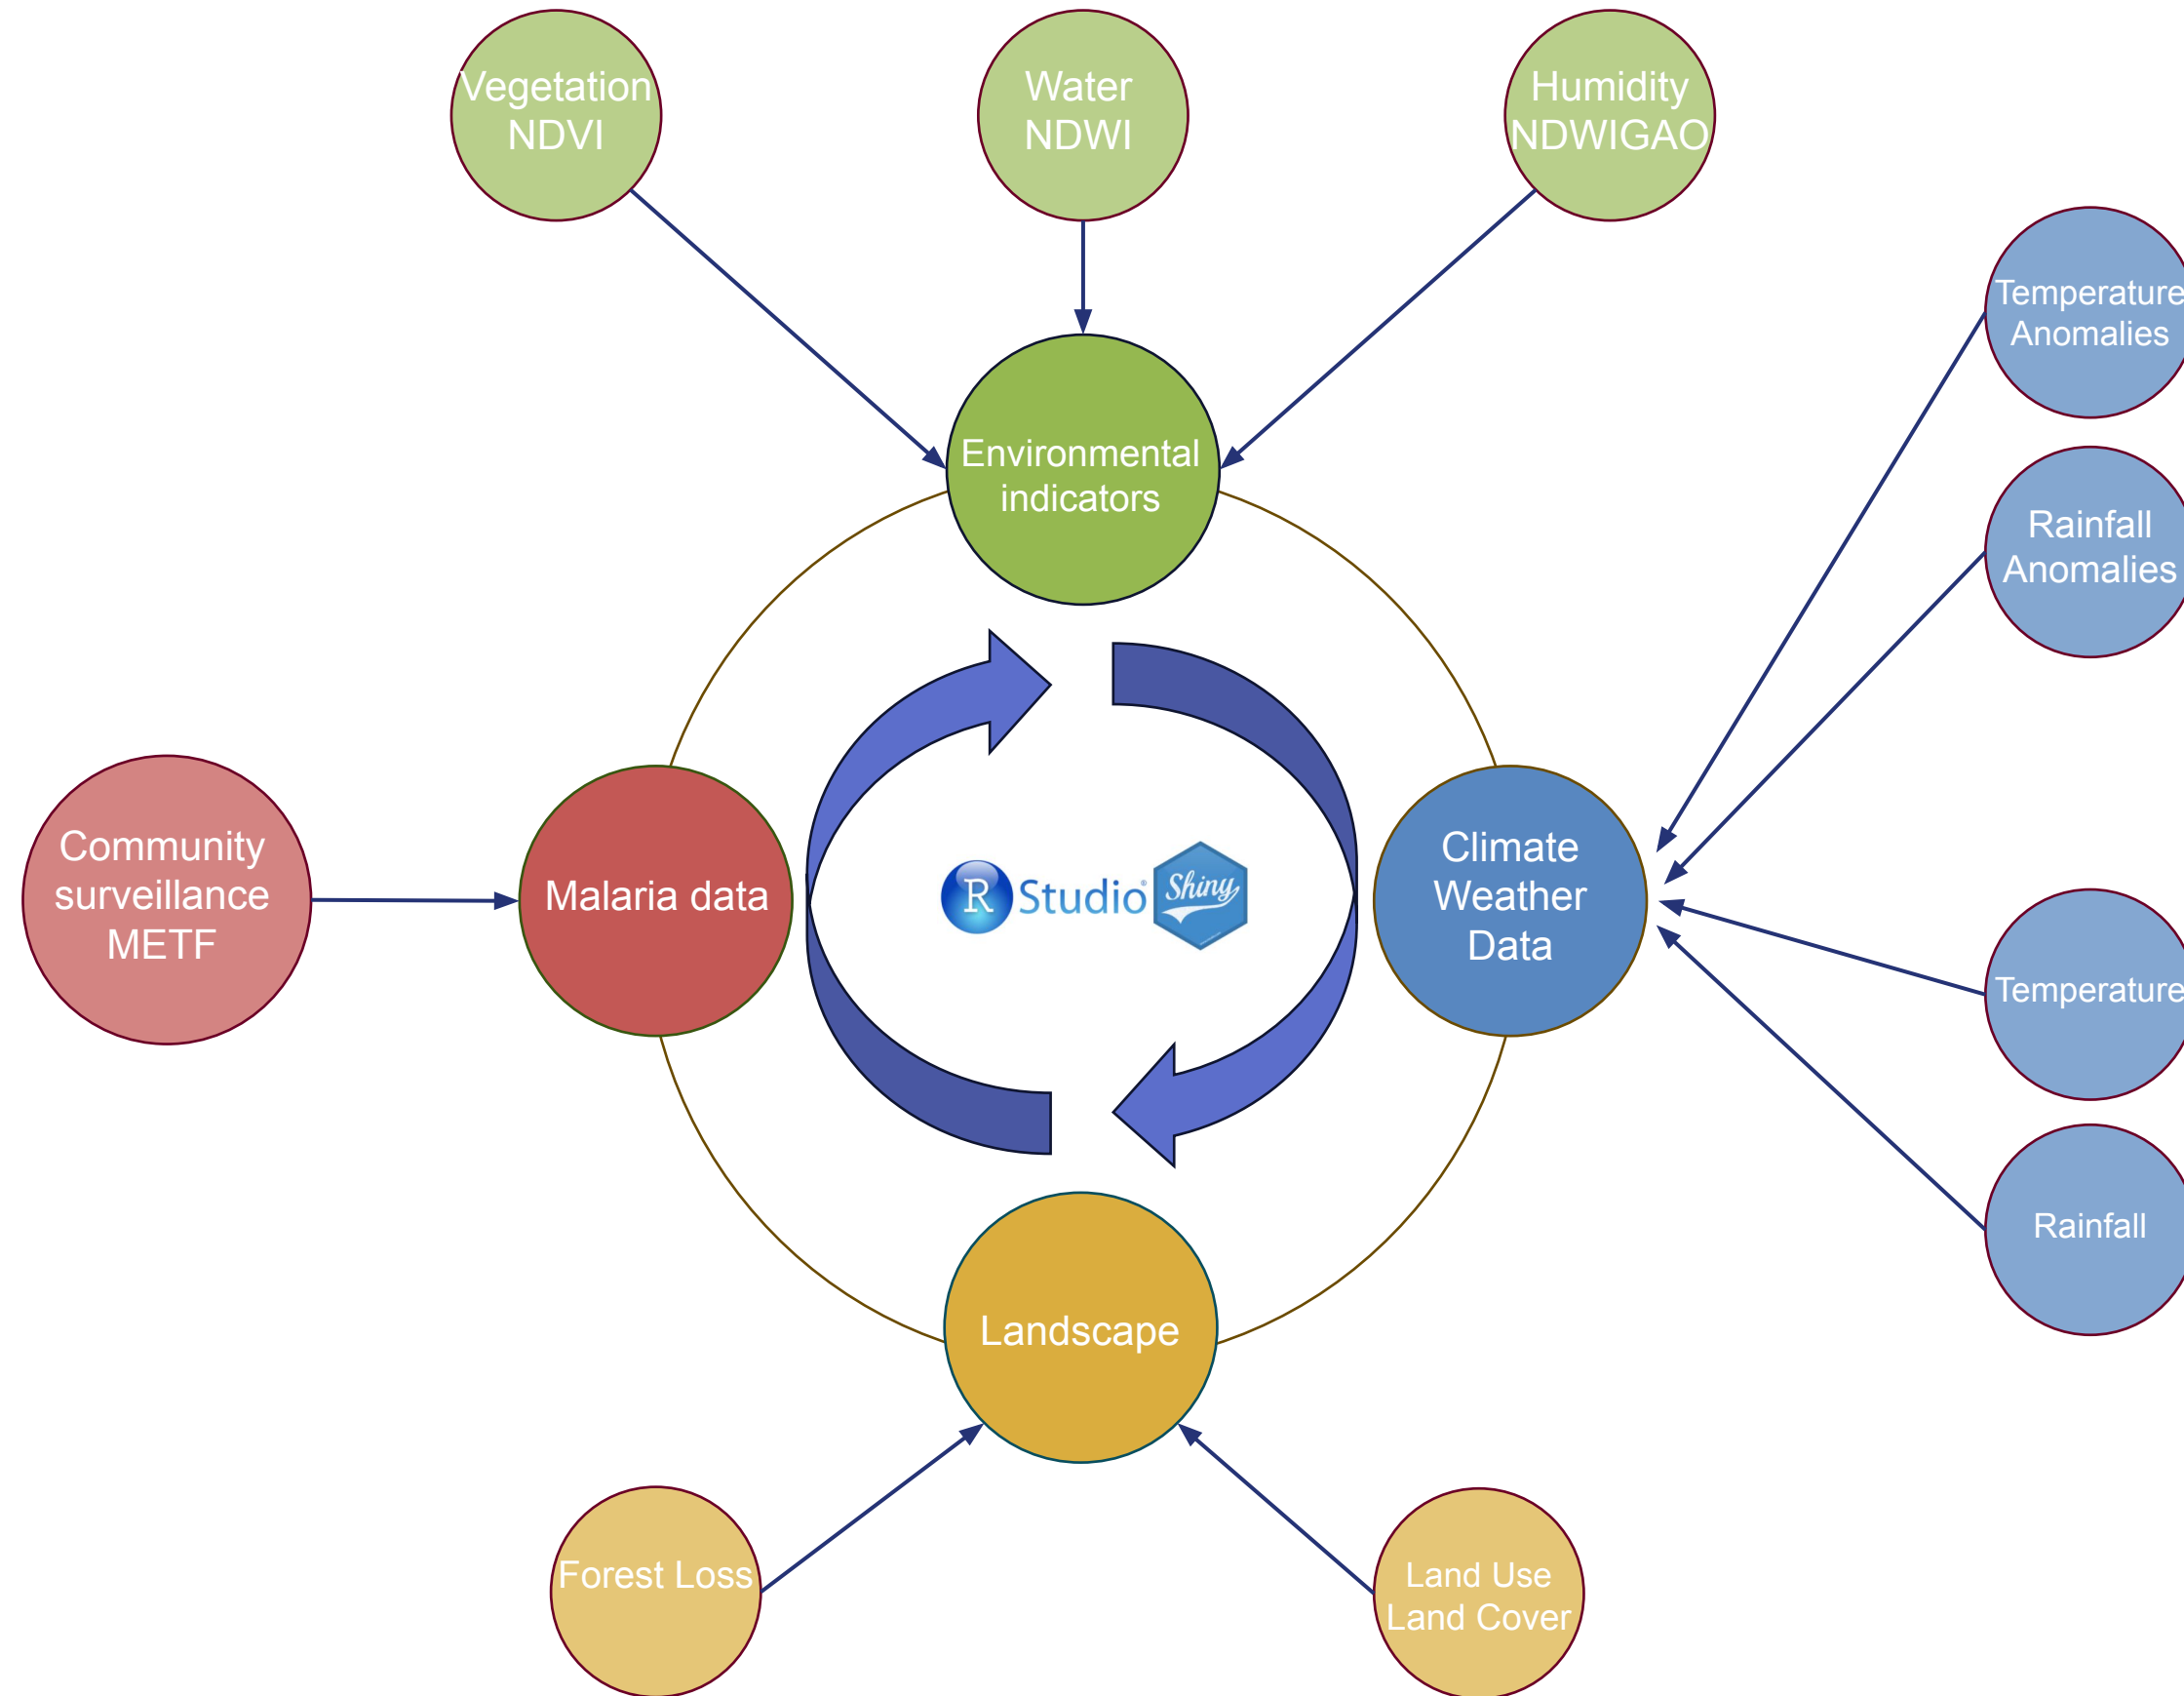 Vegetation
NDVI
Water
NDWI
Humidity
NDWIGAO
Temperature
Anomalies
Rainfall
Anomalies
Environmental
indicators
Community
surveillance
METF
Malaria data
R Studio®
Shiny
Climate
Weather
Data
Temperature
Rainfall
Landscape
Forest Loss
Land Use
Land Cover